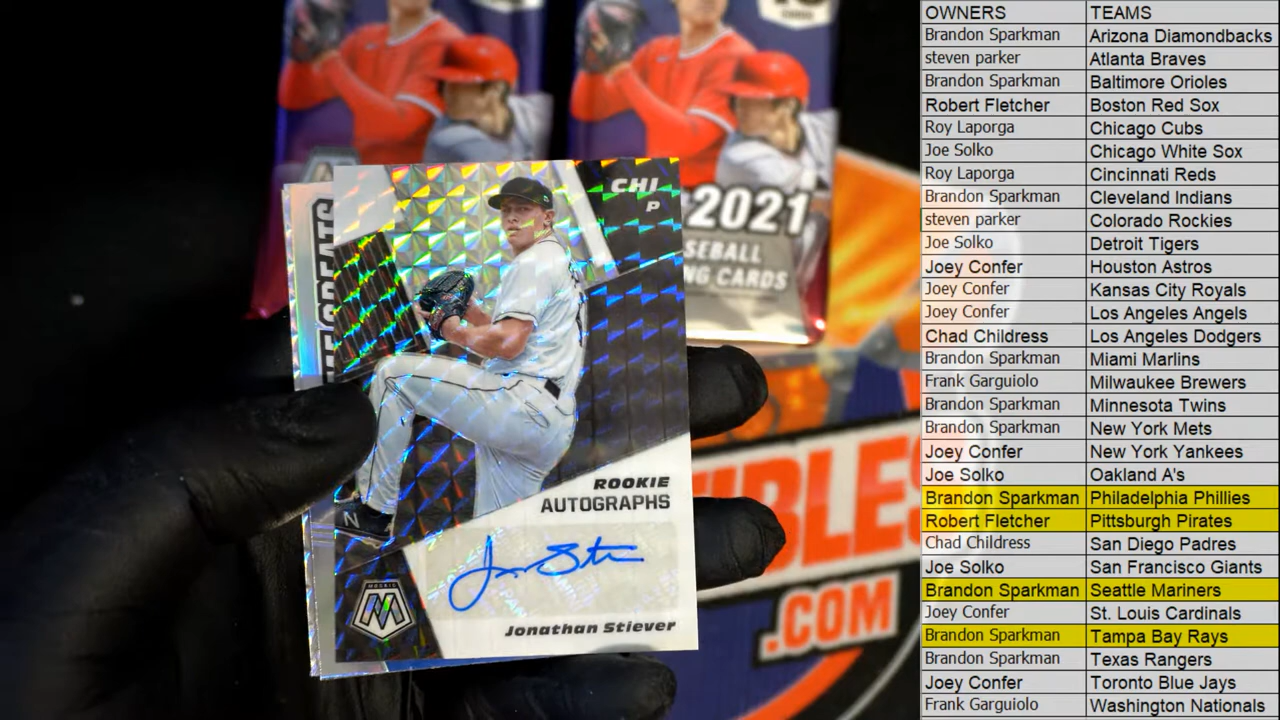 CHI
P
2021
SEBALL
NG CARDS
ROOKIE
AUTOGRAPHS
MOSAIC
M
Jonathan Stiever
N
IBLES
.COM
OWNERS TEAMS
Brandon Sparkman Arizona Diamondbacks
steven parker Atlanta Braves
Brandon Sparkman Baltimore Orioles
Robert Fletcher Boston Red Sox
Roy Laporga Chicago Cubs
Joe Solko Chicago White Sox
Roy Laporga Cincinnati Reds
Brandon Sparkman Cleveland Indians
steven parker Colorado Rockies
Joe Solko Detroit Tigers
Joey Confer Houston Astros
Joey Confer Kansas City Royals
Joey Confer Los Angeles Angels
Chad Childress Los Angeles Dodgers
Brandon Sparkman Miami Marlins
Frank Garguiolo Milwaukee Brewers
Brandon Sparkman Minnesota Twins
Brandon Sparkman New York Mets
Joey Confer New York Yankees
Joe Solko Oakland A's
Brandon Sparkman Philadelphia Phillies
Robert Fletcher Pittsburgh Pirates
Chad Childress San Diego Padres
Joe Solko San Francisco Giants
Brandon Sparkman Seattle Mariners
Joey Confer St. Louis Cardinals
Brandon Sparkman Tampa Bay Rays
Brandon Sparkman Texas Rangers
Joey Confer Toronto Blue Jays
Frank Garguiolo Washington Nationals